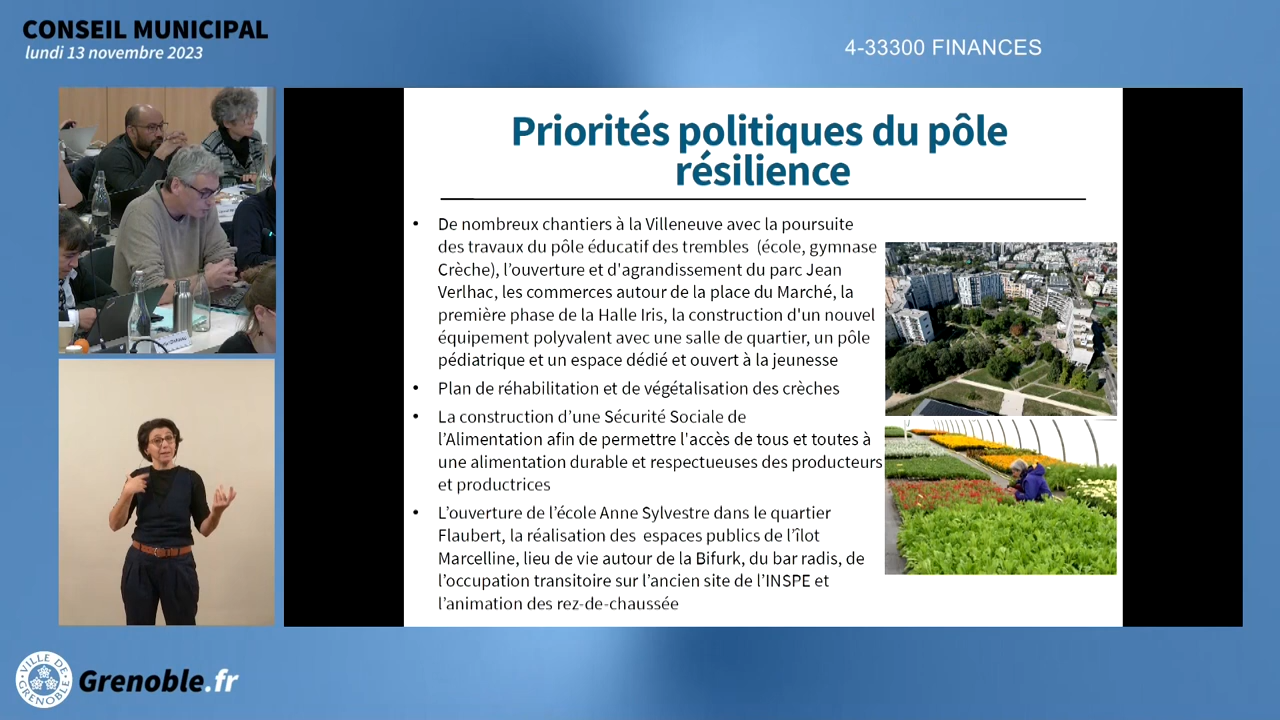 CONSEIL MUNICIPAL
lundi 13 novembre 2023
4-33300 FINANCES
Priorités politiques du pôle
résilience
• De nombreux chantiers à la Villeneuve avec la poursuite
des travaux du pôle éducatif des trembles (école, gymnase
Crèche), l'ouverture et d'agrandissement du parc Jean
Verlhac, les commerces autour de la place du Marché, la
première phase de la Halle Iris, la construction d'un nouvel
équipement polyvalent avec une salle de quartier, un pôle
pédiatrique et un espace dédié et ouvert à la jeunesse
• Plan de réhabilitation et de végétalisation des crèches
• La construction d'une Sécurité Sociale de
l'Alimentation afin de permettre l'accès de tous et toutes à
une alimentation durable et respectueuses des producteurs
et productrices
• L'ouverture de l'école Anne Sylvestre dans le quartier
Flaubert, la réalisation des espaces publics de l'îlot
Marcelline, lieu de vie autour de la Bifurk, du bar radis, de
l'occupation transitoire sur l'ancien site de l'INSPE et
l'animation des rez-de-chaussée
VILLE DE
GRENOBLE
Grenoble.fr